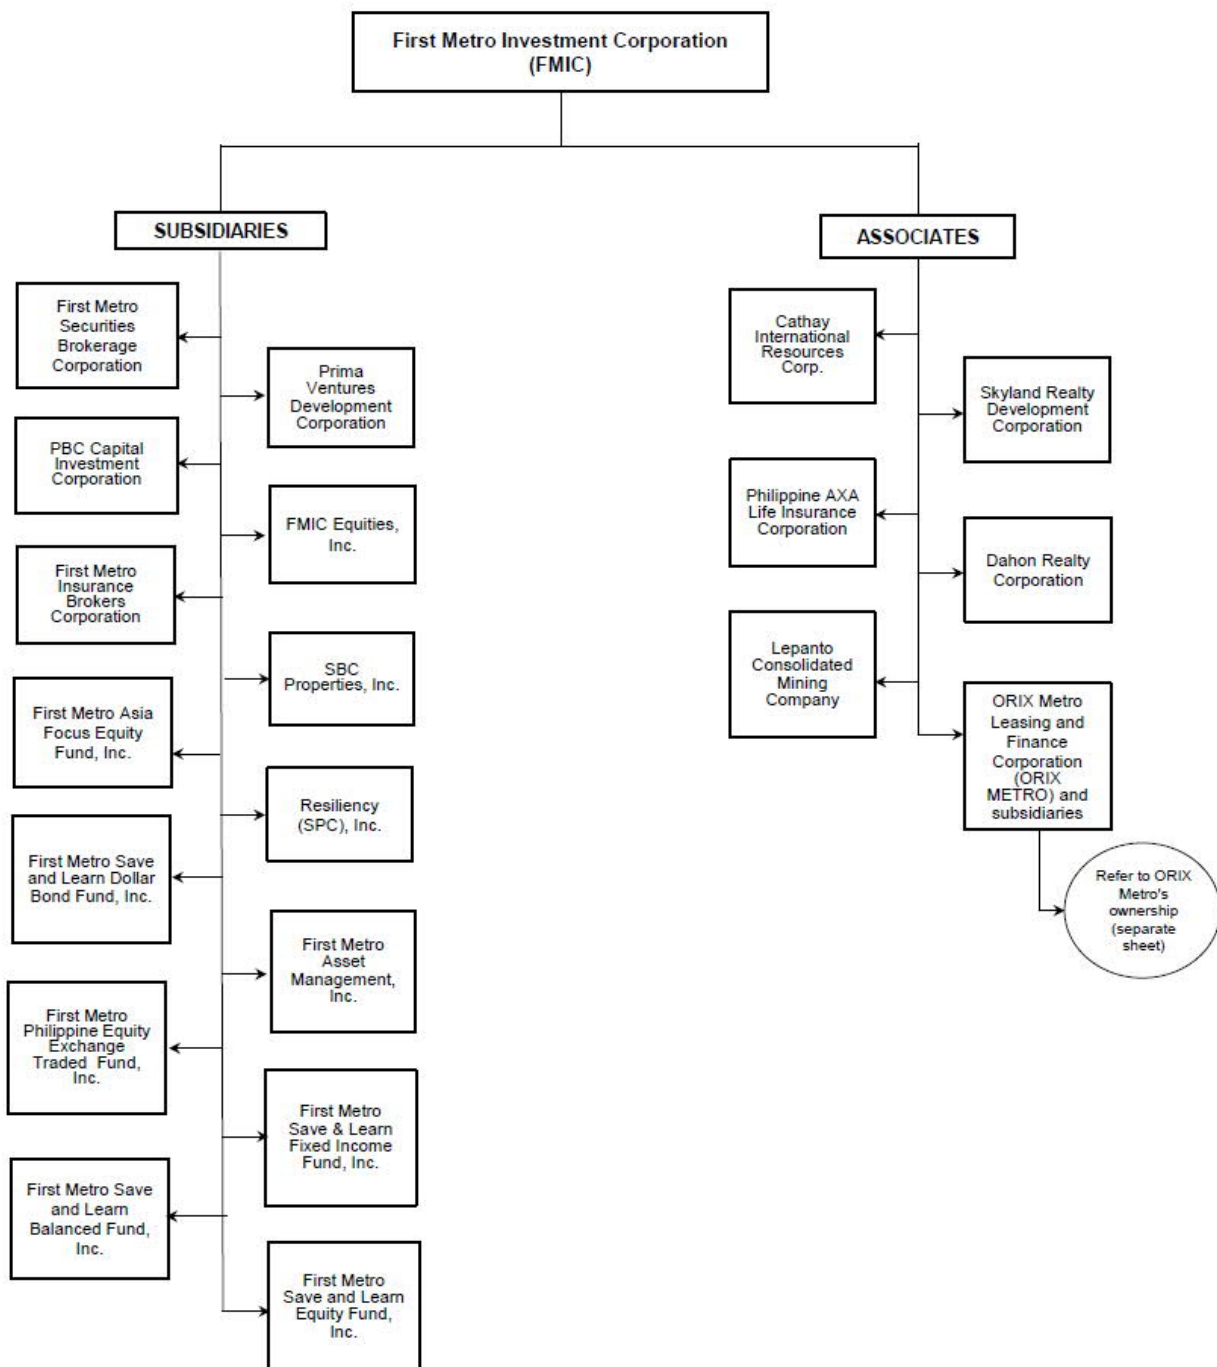 First Metro Investment Corporation
(FMIC)
SUBSIDIARIES
First Metro
Securities
Brokerage
Corporation
Prima
Ventures
Development
Corporation
PBC Capital
Investment
Corporation
FMIC Equities,
Inc.
First Metro
Insurance
Brokers
Corporation
SBC
Properties, Inc.
First Metro Asia
Focus Equity
Fund, Inc.
Resiliency
(SPC), Inc.
First Metro Save
and Learn Dollar
Bond Fund, Inc.
First Metro
Asset
Management,
Inc.
First Metro
Philippine Equity
Exchange
Traded Fund,
Inc.
First Metro
Save & Learn
Fixed Income
Fund, Inc.
First Metro Save
and Learn
Balanced Fund,
Inc.
First Metro
Save and Learn
Equity Fund,
Inc.
ASSOCIATES
Cathay
International
Resources
Corp.
Skyland Realty
Development
Corporation
Philippine AXA
Life Insurance
Corporation
Dahon Realty
Corporation
Lepanto
Consolidated
Mining
Company
ORIX Metro
Leasing and
Finance
Corporation
(ORIX
METRO) and
subsidiaries
Refer to ORIX
Metro's
ownership
(separate
sheet)